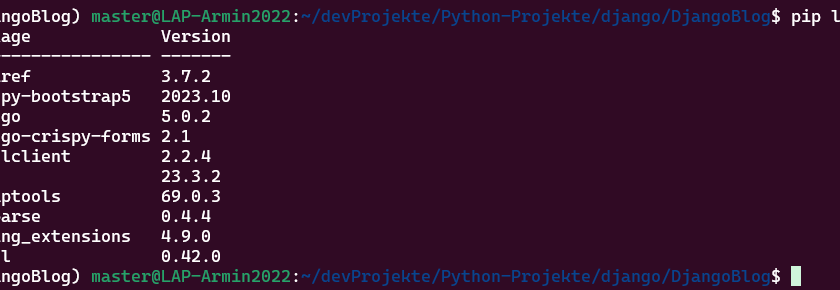 ngoBlog) master@LAP-Armin2022:~/devProjekte/Python-Projekte/django/DjangoBlog$ pip l
age Version
--------------- -------
ref 3.7.2
py-bootstrap5 2023.10
go 5.0.2
go-crispy-forms 2.1
lclient 2.2.4
23.3.2
ptools 69.0.3
arse 0.4.4
ng_extensions 4.9.0
l 0.42.0
ngoBlog) master@LAP-Armin2022:~/devProjekte/Python-Projekte/django/DjangoBlog$